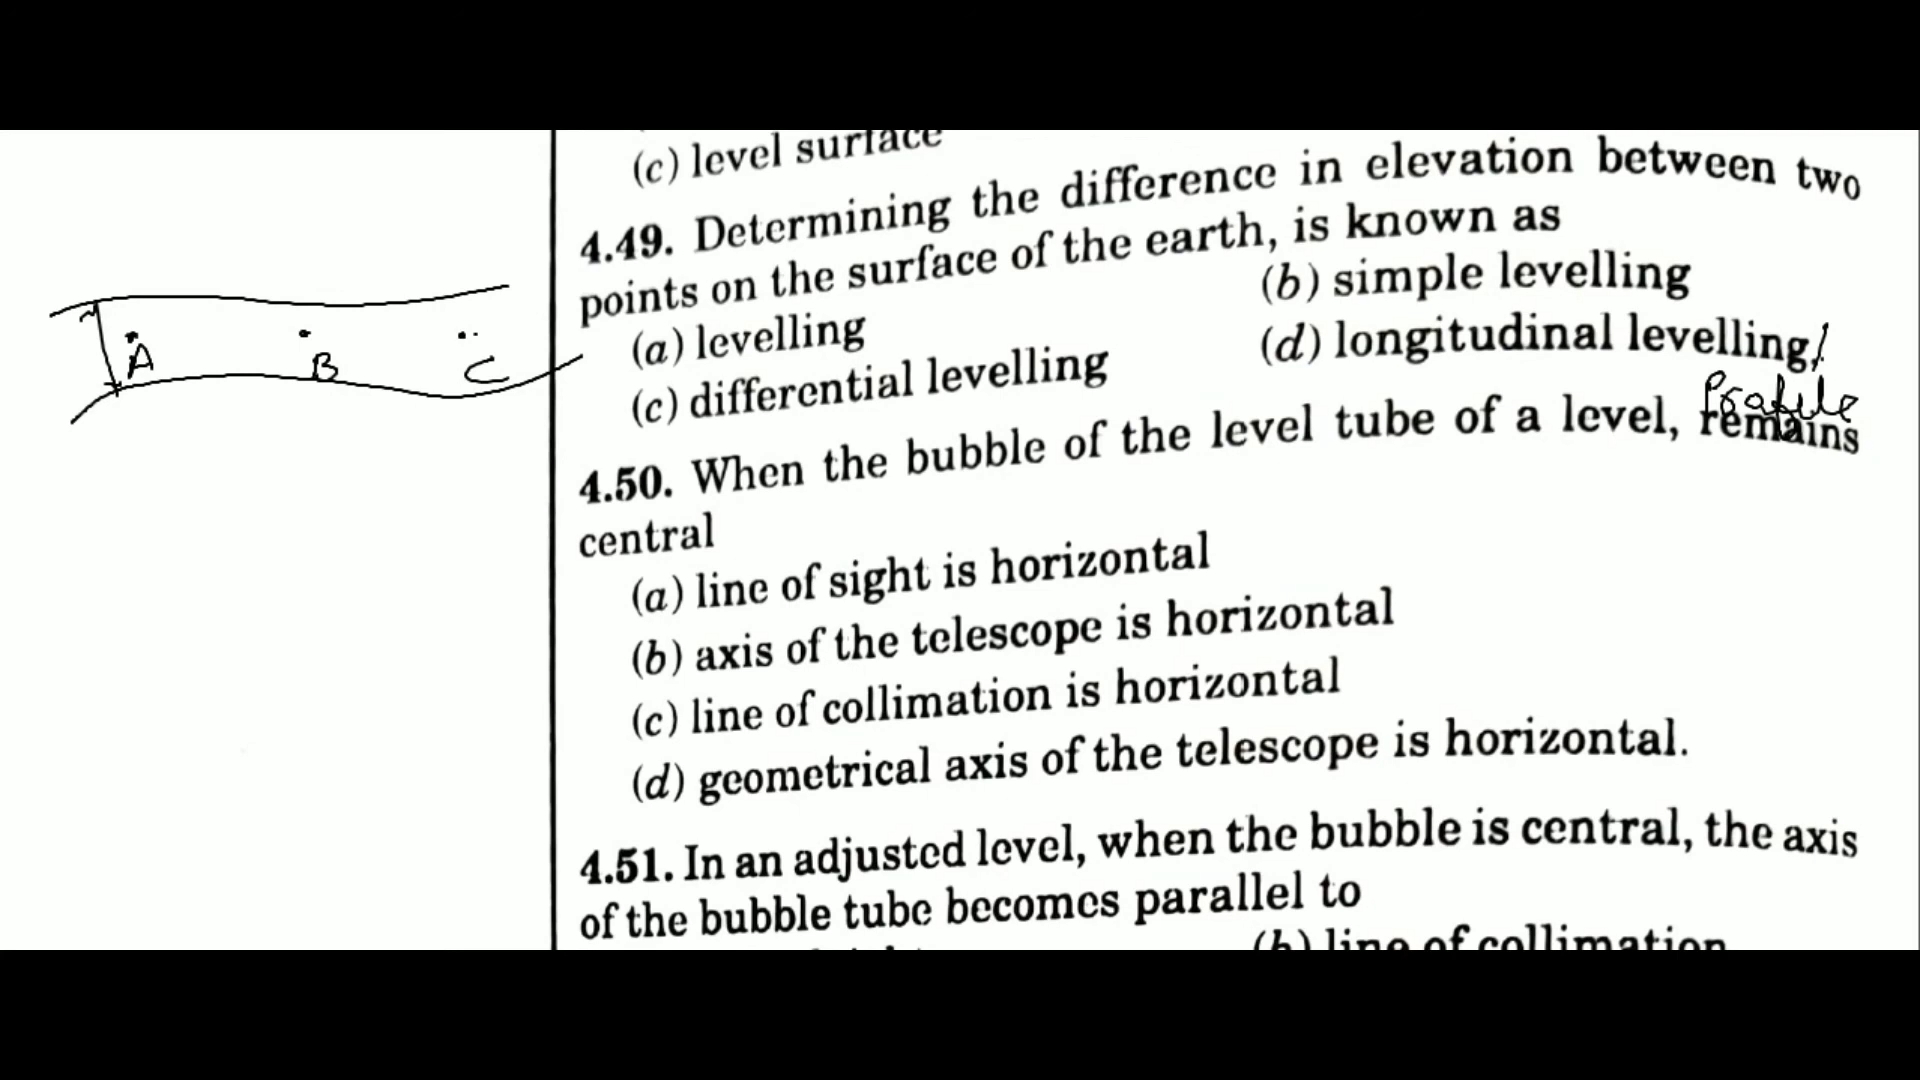 (c) level surface
4.49. Determining the difference in elevation between two
points on the surface of the earth, is known as
(a) levelling
(b) simple levelling
(c) differential levelling
(d) longitudinal levelling/
Profile
A
B
C
4.50. When the bubble of the level tube of a level, remains
central
(a) line of sight is horizontal
(b) axis of the telescope is horizontal
(c) line of collimation is horizontal
(d) geometrical axis of the telescope is horizontal.
4.51. In an adjusted level, when the bubble is central, the axis
of the bubble tube becomes parallel to
(b) line of collimation